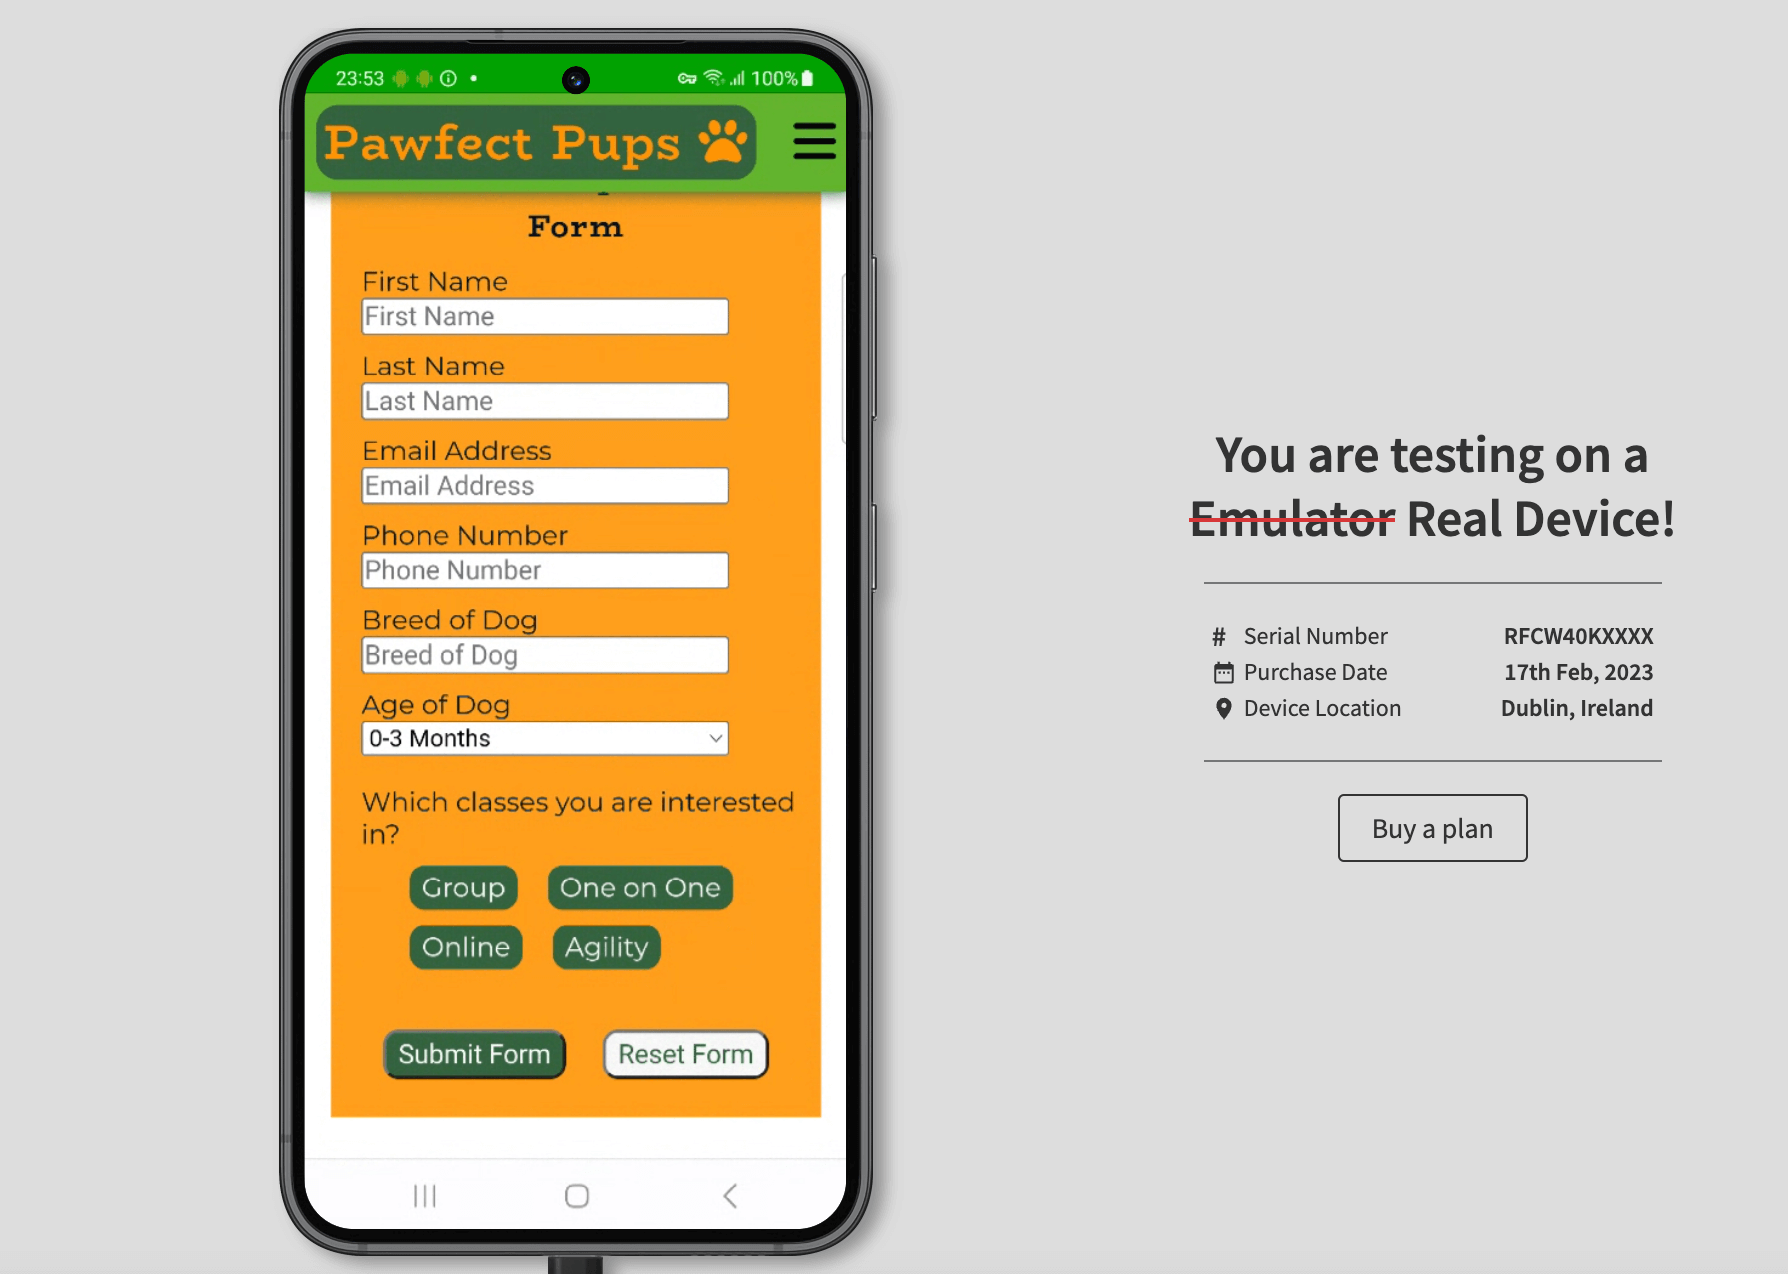 23:53
100%
Pawfect Pups
Form
First Name
First Name
Last Name
Last Name
Email Address
Email Address
Phone Number
Phone Number
Breed of Dog
Breed of Dog
Age of Dog
0-3 Months
Which classes you are interested
in?
Group
One on One
Online
Agility
Submit Form
Reset Form
You are testing on a
Emulator Real Device!
# Serial Number RFCW40KXXXX
Purchase Date 17th Feb, 2023
Device Location Dublin, Ireland
Buy a plan